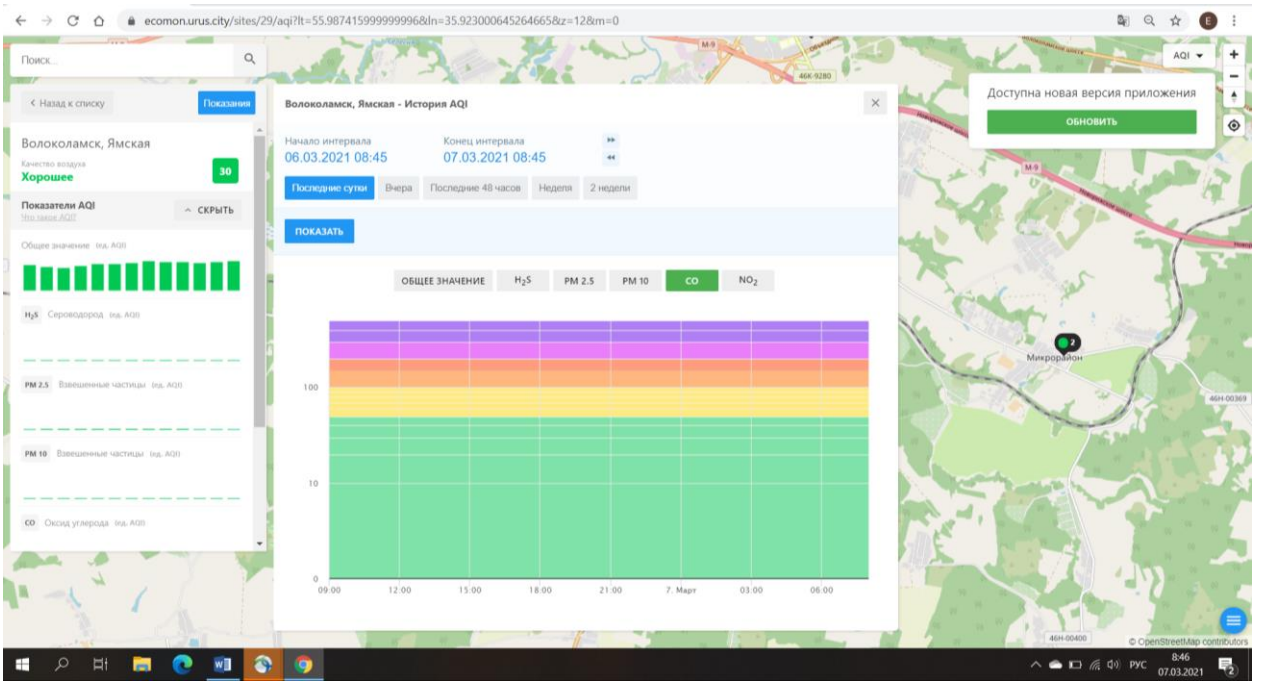 ecomon.urus.city/sites/29/aqi?lt=55.987415999999996&ln=35.92300645264665&z=12&m=0
E
Поиск...
М-9
46К-9280
AQI
+
−
Назад к списку
Показания
Волоколамск, Ямская - История AQI
×
Доступна новая версия приложения
ОБНОВИТЬ
Волоколамск, Ямская
Качество воздуха
Хорошее
30
Начало интервала
Конец интервала
06.03.2021 08:45
07.03.2021 08:45
Последние сутки
Вчера
Последние 48 часов
Неделя
2 недели
М-9
Показатели AQI
Что такое AQI?
СКРЫТЬ
ПОКАЗАТЬ
Общее значение (ед. AQI)
ОБЩЕЕ ЗНАЧЕНИЕ
H₂S
PM 2.5
PM 10
CO
NO₂
H₂S Сероводород (ед. AQI)
2
Микрорайон
PM 2.5 Взвешенные частицы (ед. AQI)
100
46Н-00369
PM 10 Взвешенные частицы (ед. AQI)
10
CO Оксид углерода (ед. AQI)
0
09:00 12:00 15:00 18:00 21:00 7. Март 03:00 06:00
46Н-00400
© OpenStreetMap contributors
РУС
8:46
07.03.2021
2